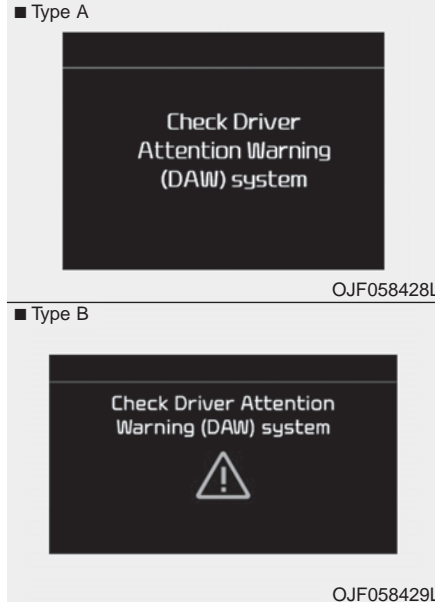 ■ Type A
Check Driver
Attention Warning
(DAW) system
OJF058428L
■ Type B
Check Driver Attention
Warning (DAW) system
OJF058429L